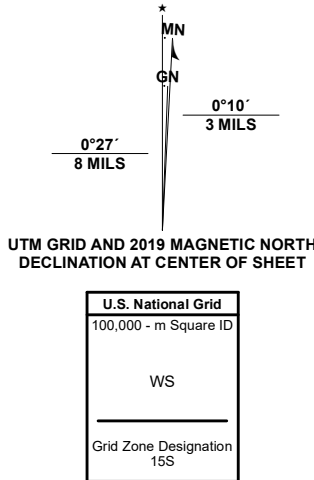 MN
GN
0°27´
8 MILS
0°10´
3 MILS
UTM GRID AND 2019 MAGNETIC NORTH
DECLINATION AT CENTER OF SHEET
U.S. National Grid
100,000 - m Square ID
WS
Grid Zone Designation
15S